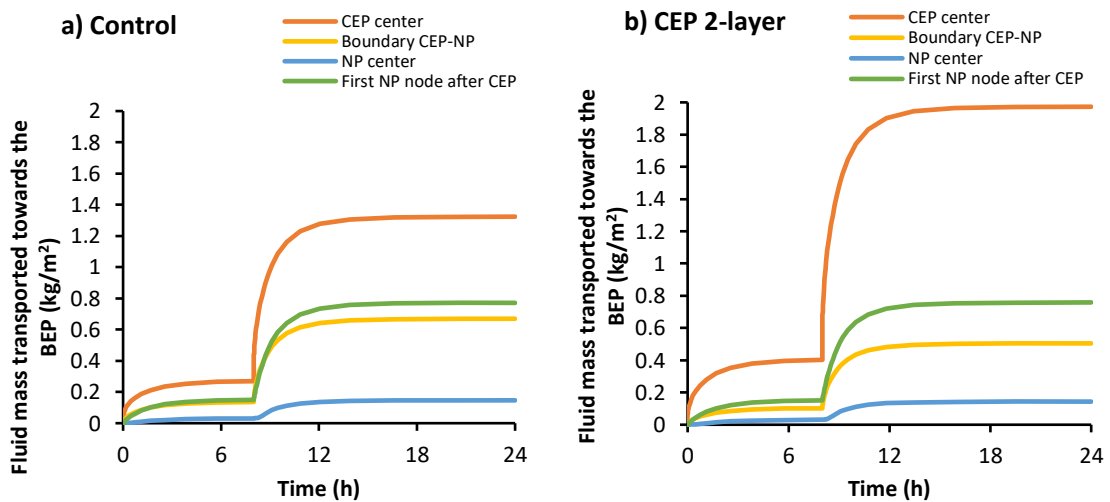 a) Control
CEP center
Boundary CEP-NP
NP center
First NP node after CEP
Fluid mass transported towards the
BEP (kg/m²)
2
1.8
1.6
1.4
1.2
1
0.8
0.6
0.4
0.2
0
0 6 12 18 24
Time (h)
b) CEP 2-layer
CEP center
Boundary CEP-NP
NP center
First NP node after CEP
Fluid mass transported towards the
BEP (kg/m²)
2
1.8
1.6
1.4
1.2
1
0.8
0.6
0.4
0.2
0
0 6 12 18 24
Time (h)